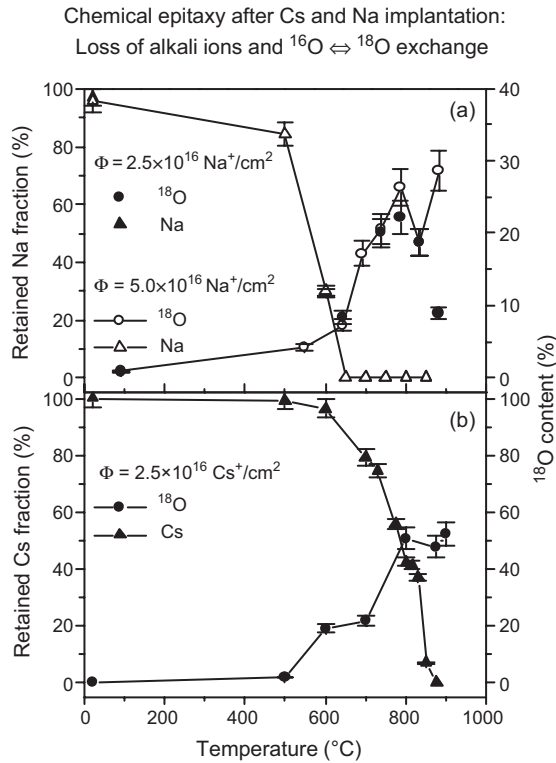 Chemical epitaxy after Cs and Na implantation:
Loss of alkali ions and ¹⁶O ⇔ ¹⁸O exchange
(a)
Φ = 2.5×10¹⁶ Na⁺/cm²
¹⁸O
Na
Φ = 5.0×10¹⁶ Na⁺/cm²
¹⁸O
Na
Retained Na fraction (%)
100
80
60
40
20
0
40
30
20
10
0
(b)
Φ = 2.5×10¹⁶ Cs⁺/cm²
¹⁸O
Cs
Retained Cs fraction (%)
100
80
60
40
20
0
100
80
60
40
20
0
¹⁸O content (%)
0 200 400 600 800 1000
Temperature (°C)